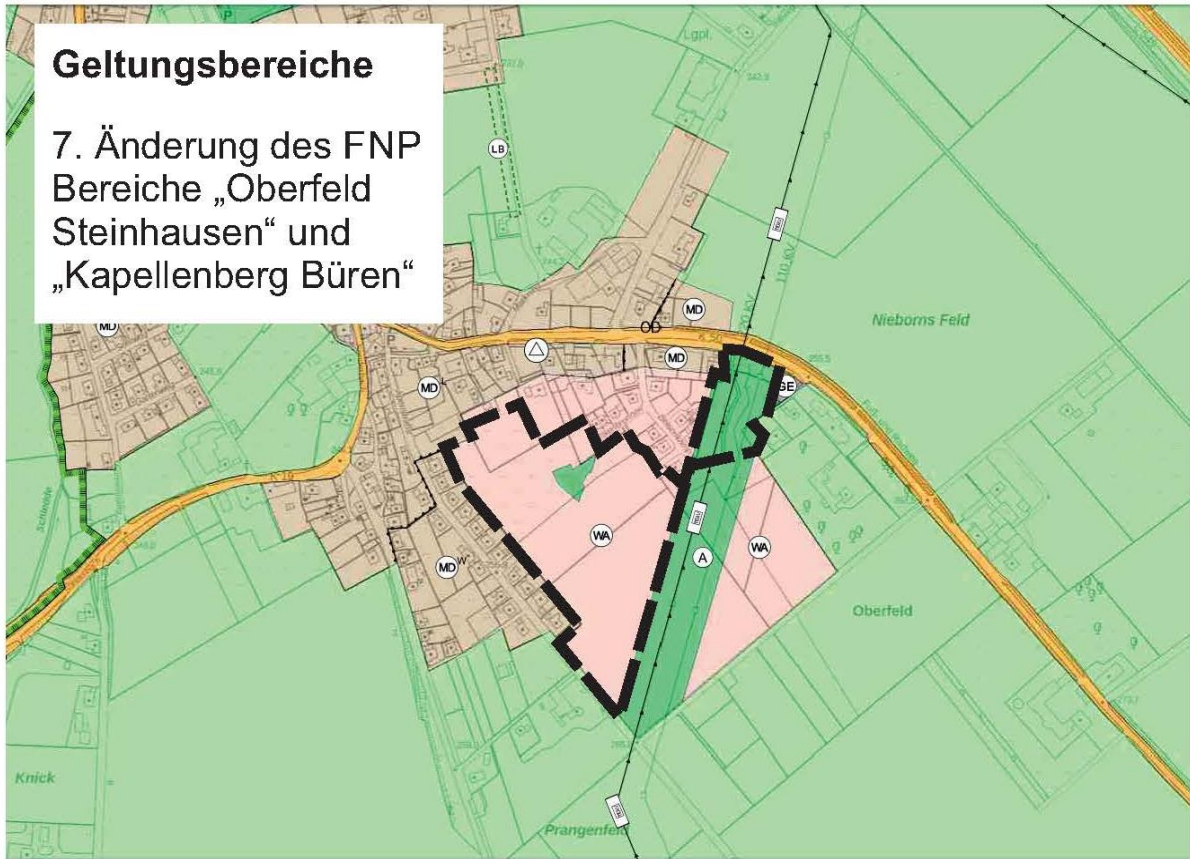 Geltungsbereiche
7. Änderung des FNP
Bereiche „Oberfeld
Steinhausen“ und
„Kapellenberg Büren“
P
Lgpl.
LB
MD
MD
MD
MD
MD W
OD
110 KV
Nieborns Feld
GE
WA
WA
A
Oberfeld
K 10
Knick
Prangenfeld